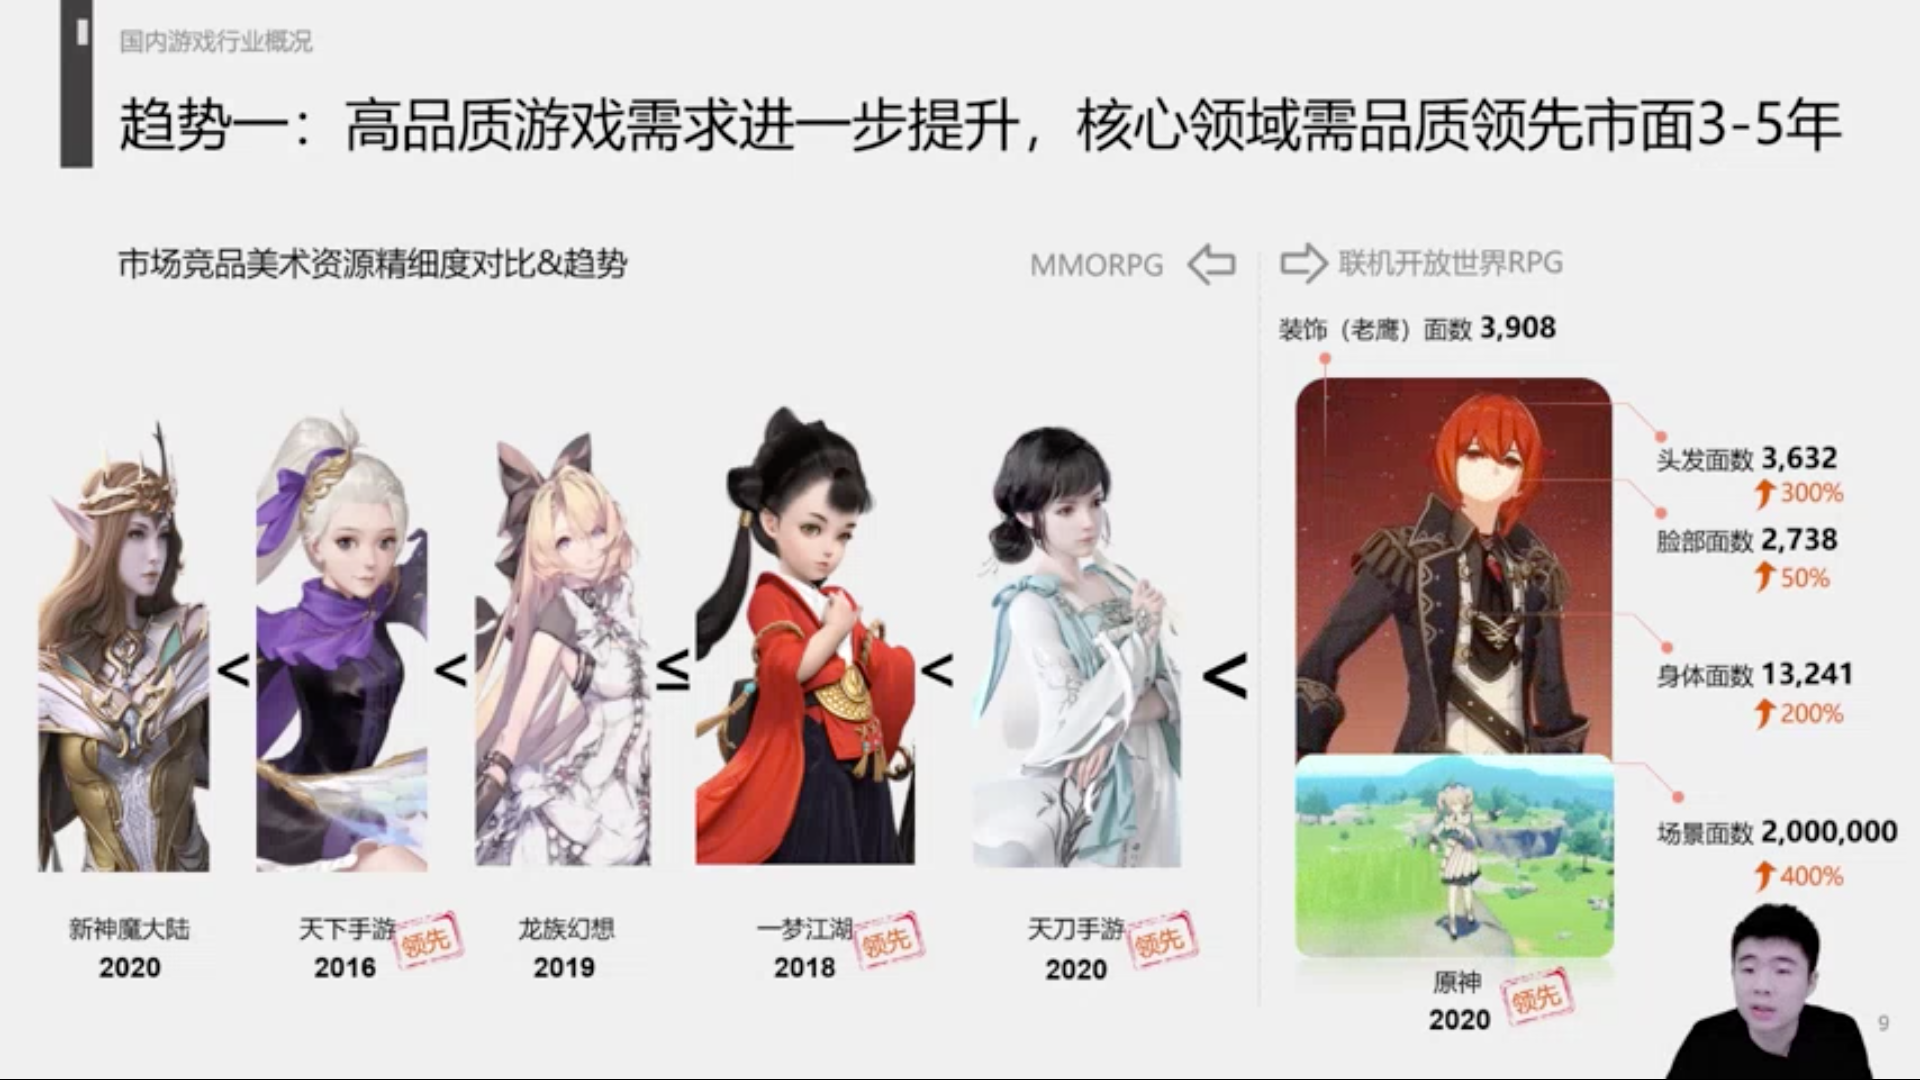 国内游戏行业概况
趋势一：高品质游戏需求进一步提升，核心领域需品质领先市面3-5年
市场竞品美术资源精细度对比&趋势
MMORPG
联机开放世界RPG
装饰（老鹰）面数 3,908
头发面数 3,632
300%
脸部面数 2,738
50%
身体面数 13,241
200%
场景面数 2,000,000
400%
< < ≤ < <
新神魔大陆
2020
天下手游
领先
2016
龙族幻想
2019
一梦江湖
领先
2018
天刀手游
领先
2020
原神
领先
2020
9